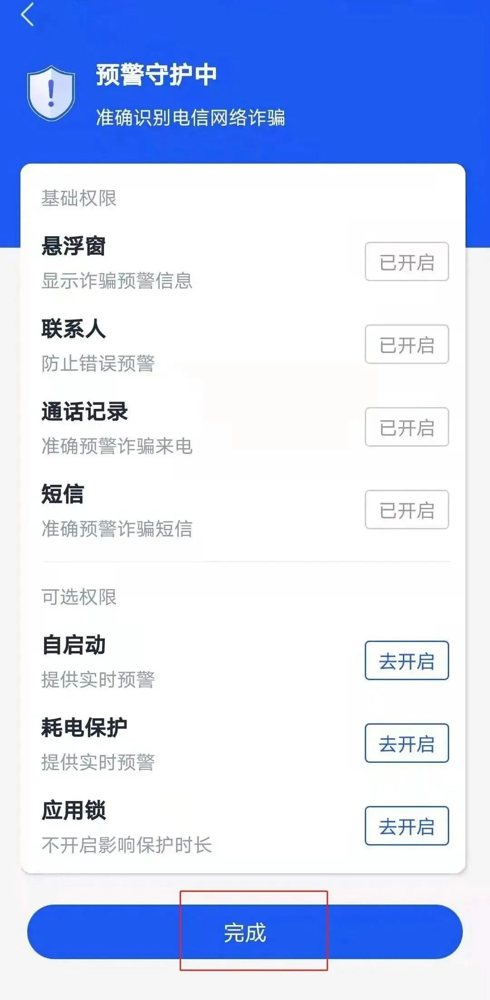 预警守护中
准确识别电信网络诈骗
基础权限
悬浮窗
显示诈骗预警信息
已开启
联系人
防止错误预警
已开启
通话记录
准确预警诈骗来电
已开启
短信
准确预警诈骗短信
已开启
可选权限
自启动
提供实时预警
去开启
耗电保护
提供实时预警
去开启
应用锁
不开启影响保护时长
去开启
完成